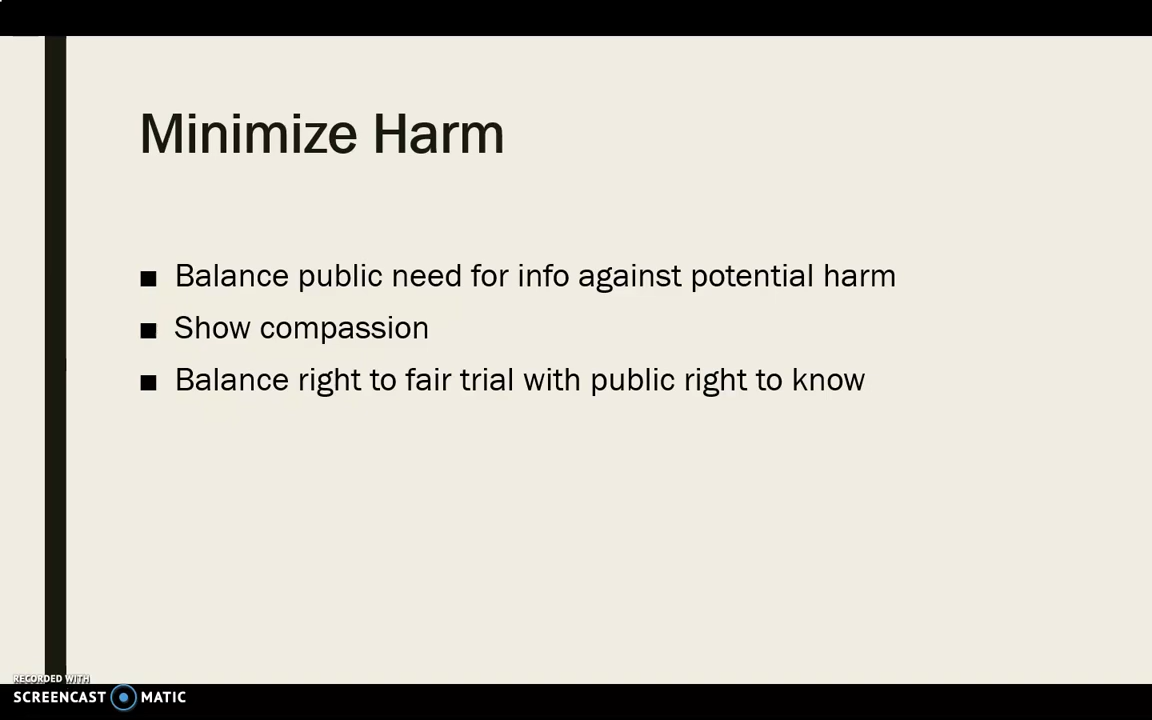 Minimize Harm
■ Balance public need for info against potential harm
■ Show compassion
■ Balance right to fair trial with public right to know
RECORDED WITH
SCREENCAST MATIC